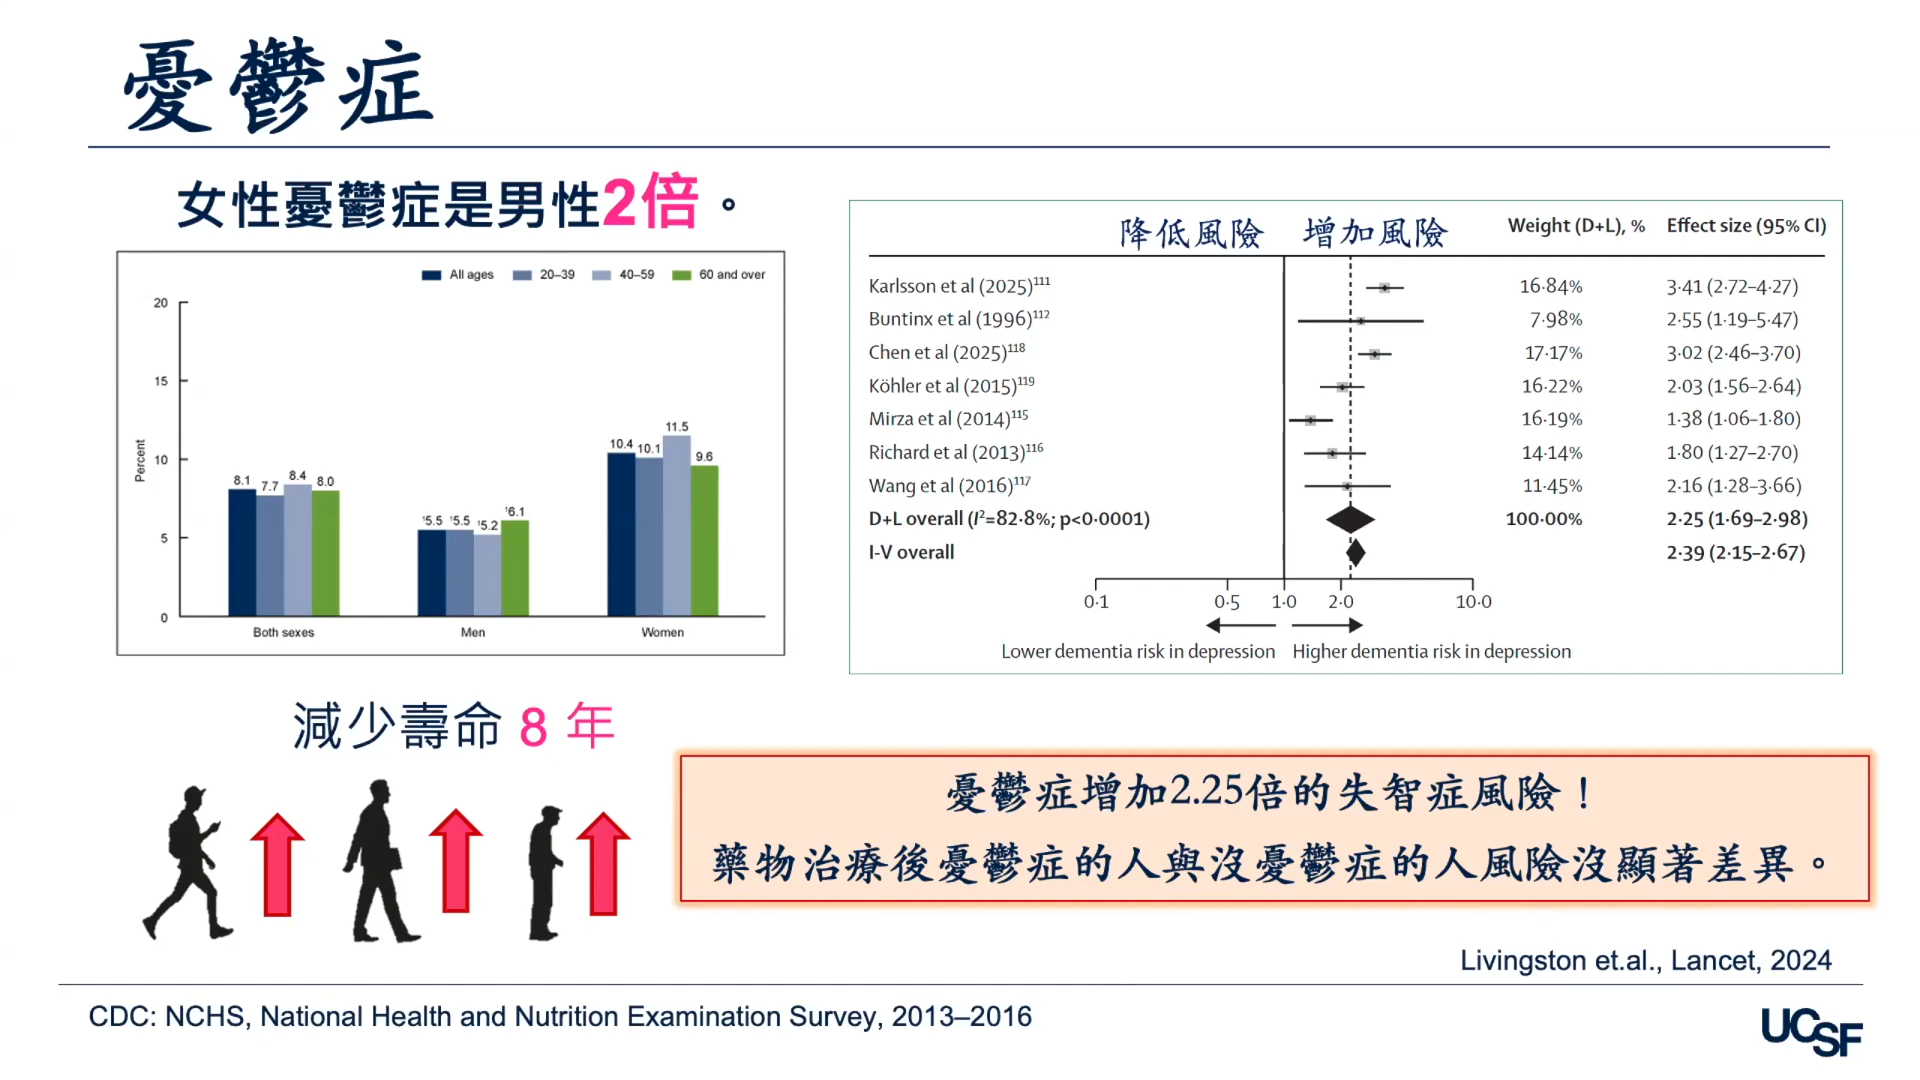 憂鬱症
女性憂鬱症是男性2倍。
All ages 20–39 40–59 60 and over
Percent
20
15
10
5
0
8.1 7.7 8.4 8.0
¹5.5 ¹5.5 ¹5.2 ¹6.1
10.4 10.1 11.5 9.6
Both sexes Men Women
降低風險 增加風險 Weight (D+L), % Effect size (95% CI)
Karlsson et al (2025)¹¹¹ 16·84% 3·41 (2·72–4·27)
Buntinx et al (1996)¹¹² 7·98% 2·55 (1·19–5·47)
Chen et al (2025)¹¹⁸ 17·17% 3·02 (2·46–3·70)
Köhler et al (2015)¹¹⁹ 16·22% 2·03 (1·56–2·64)
Mirza et al (2014)¹¹⁵ 16·19% 1·38 (1·06–1·80)
Richard et al (2013)¹¹⁶ 14·14% 1·80 (1·27–2·70)
Wang et al (2016)¹¹⁷ 11·45% 2·16 (1·28–3·66)
D+L overall (I²=82·8%; p<0·0001) 100·00% 2·25 (1·69–2·98)
I-V overall 2·39 (2·15–2·67)
0·1 0·5 1·0 2·0 10·0
Lower dementia risk in depression Higher dementia risk in depression
減少壽命 8 年
憂鬱症增加2.25倍的失智症風險！
藥物治療後憂鬱症的人與沒憂鬱症的人風險沒顯著差異。
Livingston et.al., Lancet, 2024
CDC: NCHS, National Health and Nutrition Examination Survey, 2013–2016
UCSF